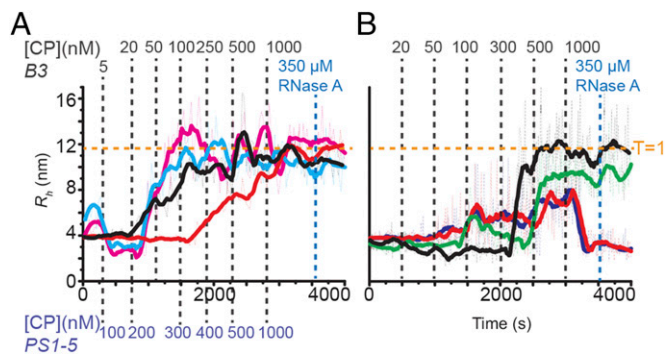 A
B
[CP](nM)
B3
5
20 50 100 250 500 1000
350 µM
RNase A
20 50 100 300 500 1000
350 µM
RNase A
16
12
8
4
0
Rh (nm)
T=1
0 2000 4000
0 2000 4000
Time (s)
[CP](nM)
PS1-5
100 200 300 400 500 1000